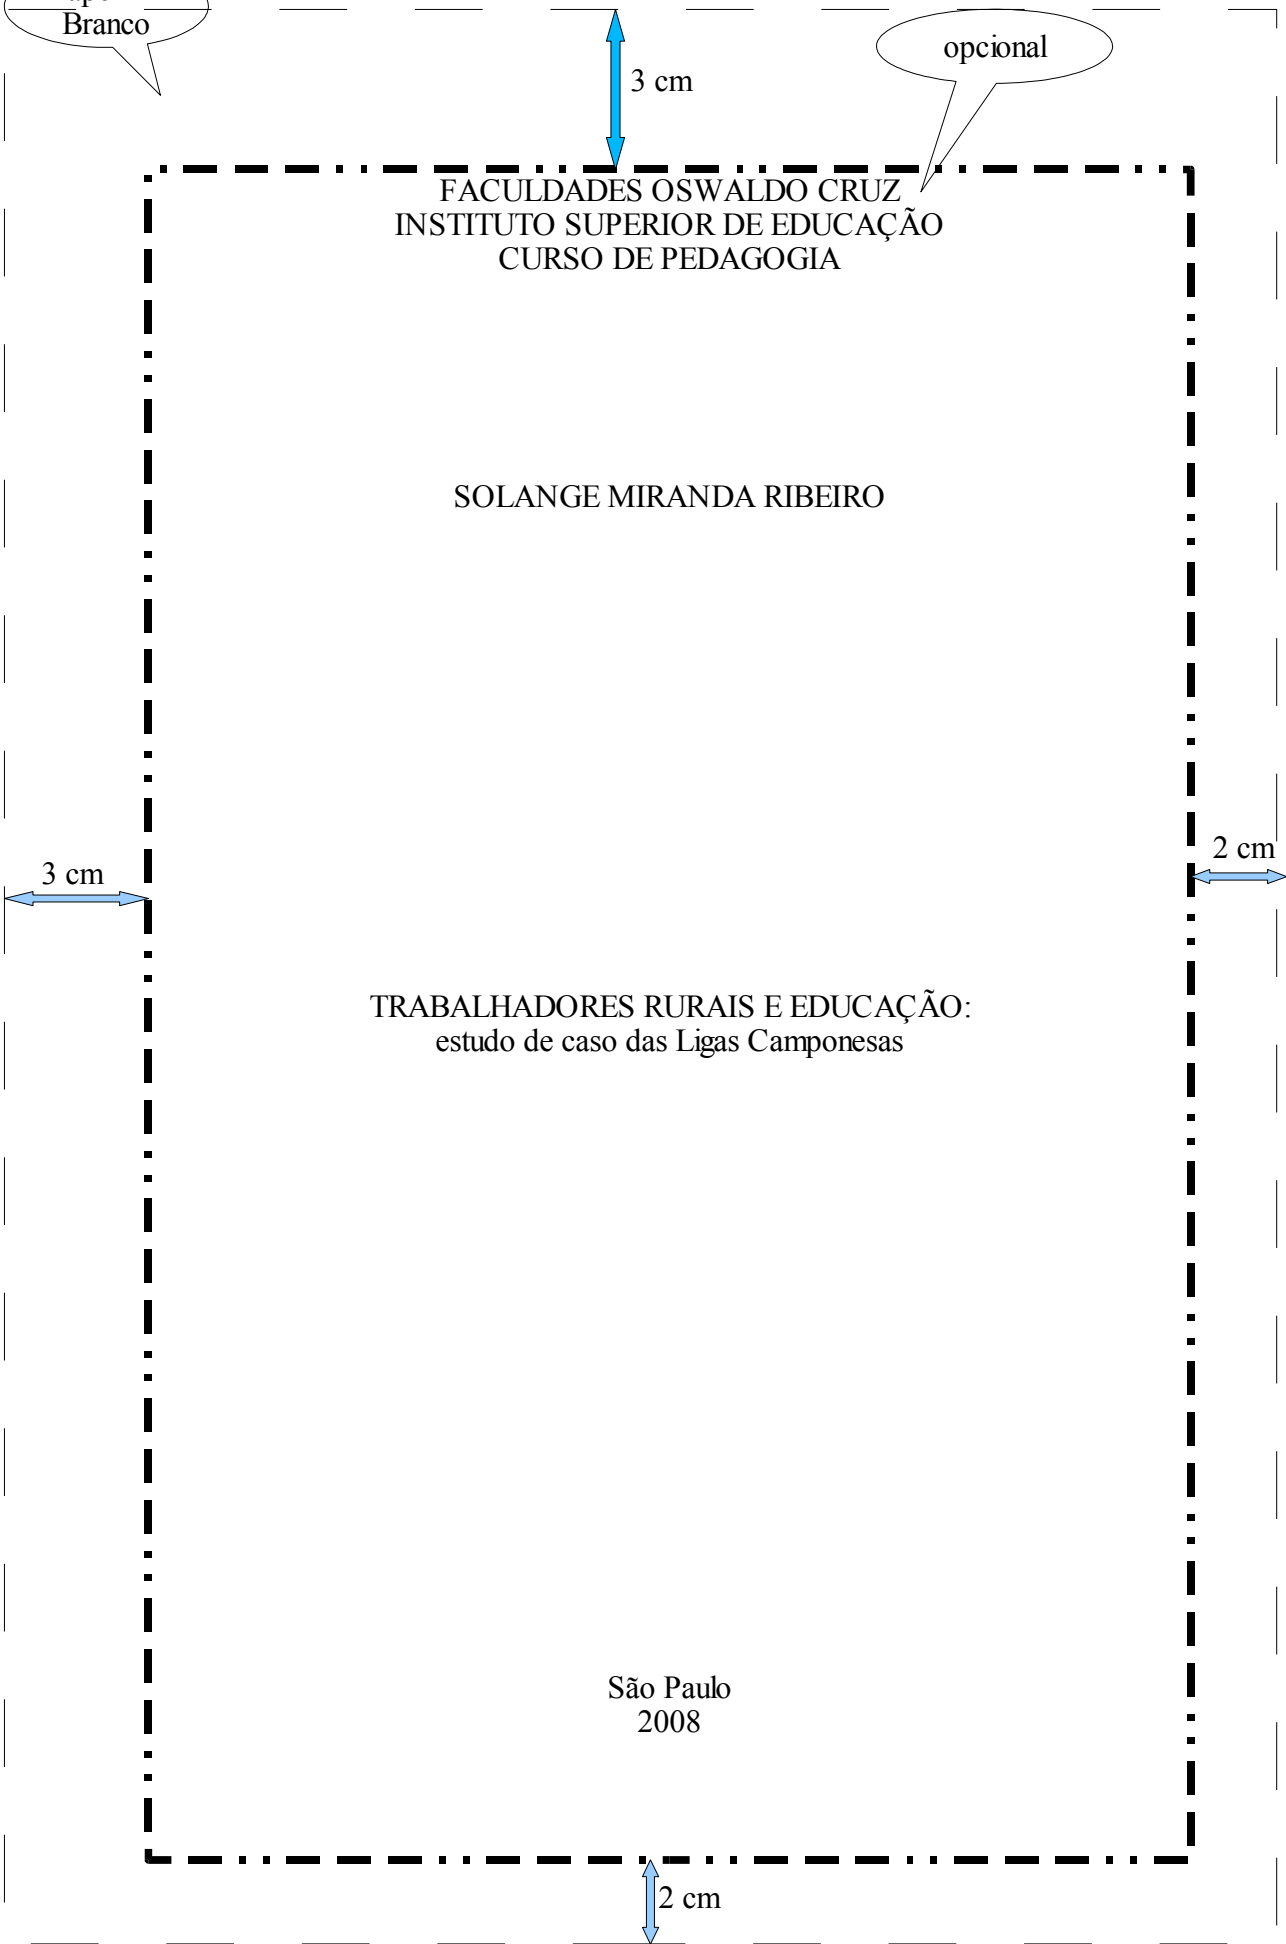 Branco
opcional
3 cm
FACULDADES OSWALDO CRUZ
INSTITUTO SUPERIOR DE EDUCAÇÃO
CURSO DE PEDAGOGIA
SOLANGE MIRANDA RIBEIRO
2 cm
3 cm
TRABALHADORES RURAIS E EDUCAÇÃO:
estudo de caso das Ligas Camponesas
São Paulo
2008
2 cm